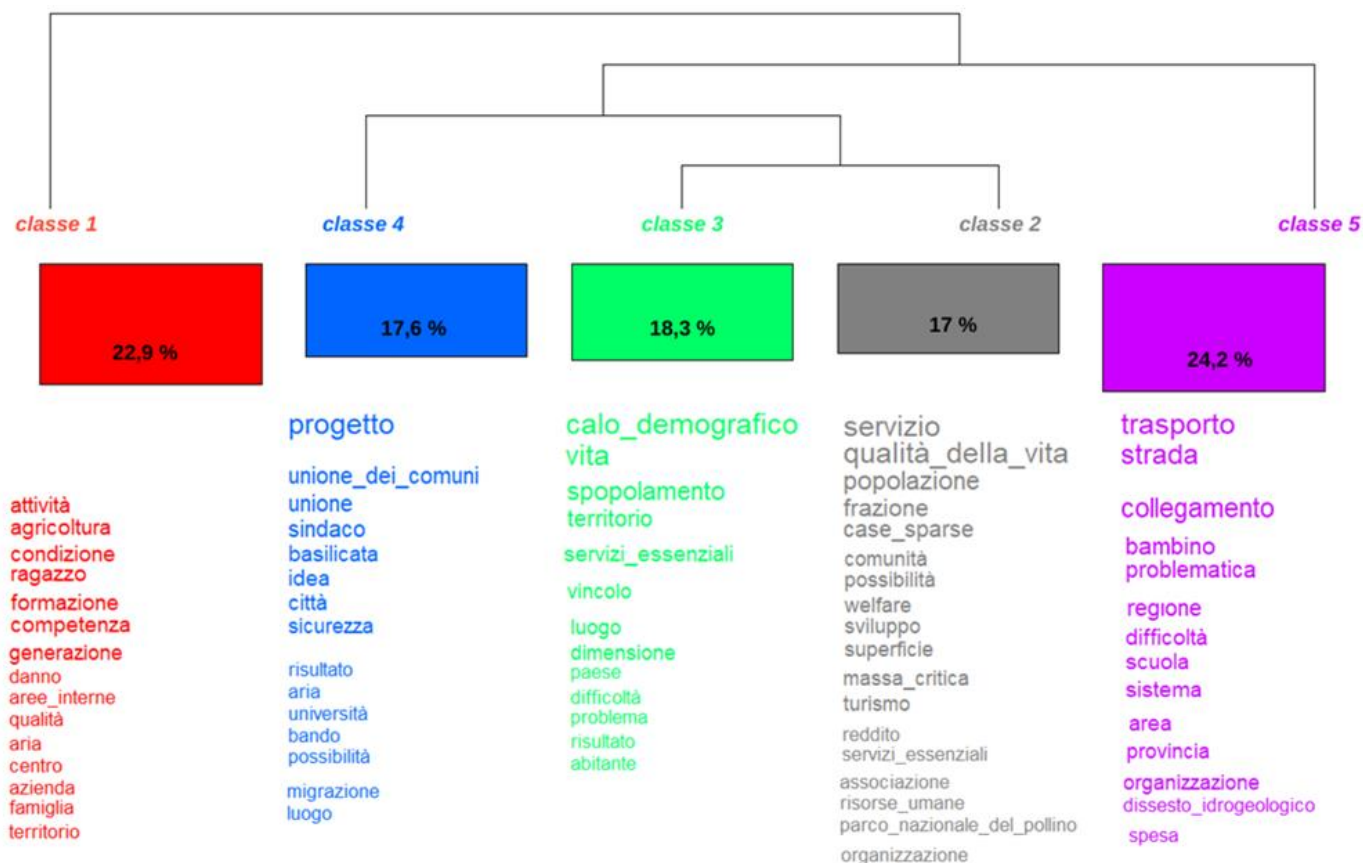 classe 1
classe 4
classe 3
classe 2
classe 5
22,9 %
17,6 %
18,3 %
17 %
24,2 %
attività
agricoltura
condizione
ragazzo
formazione
competenza
generazione
danno
aree_interne
qualità
aria
centro
azienda
famiglia
territorio
progetto
unione_dei_comuni
unione
sindaco
basilicata
idea
città
sicurezza
risultato
aria
università
bando
possibilità
migrazione
luogo
calo_demografico
vita
spopolamento
territorio
servizi_essenziali
vincolo
luogo
dimensione
paese
difficoltà
problema
risultato
abitante
servizio
qualità_della_vita
popolazione
frazione
case_sparse
comunità
possibilità
welfare
sviluppo
superficie
massa_critica
turismo
reddito
servizi_essenziali
associazione
risorse_umane
parco_nazionale_del_pollino
organizzazione
trasporto
strada
collegamento
bambino
problematica
regione
difficoltà
scuola
sistema
area
provincia
organizzazione
dissesto_idrogeologico
spesa